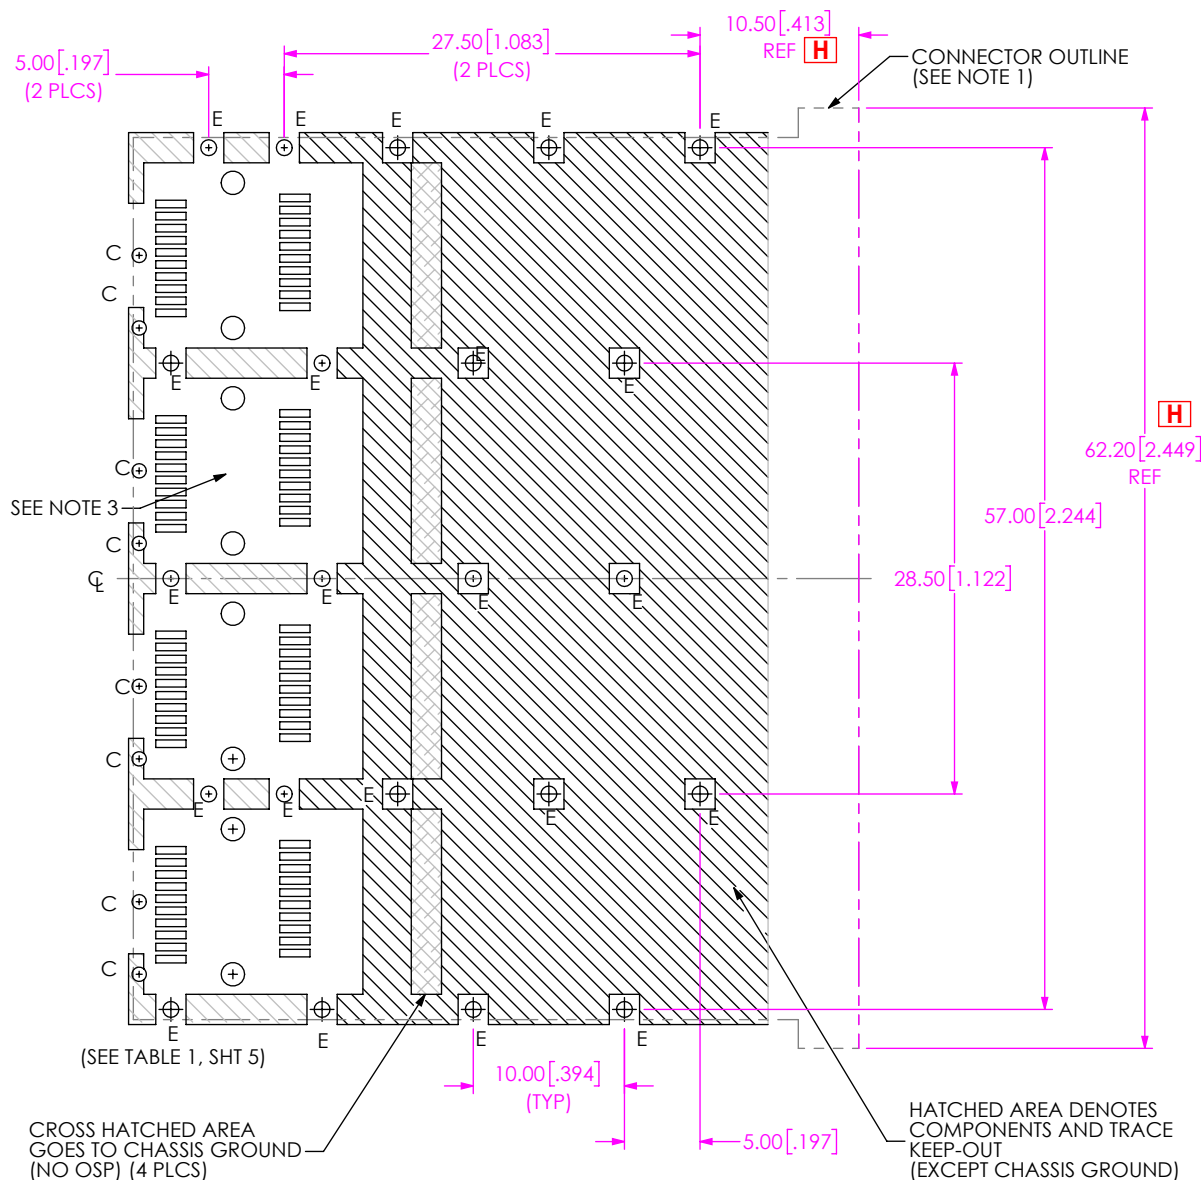 10.50[.413]
REF H
27.50[1.083]
(2 PLCS)
5.00[.197]
(2 PLCS)
CONNECTOR OUTLINE
(SEE NOTE 1)
E
E
E
E
E
C
C
E
E
E
E
H
62.20[2.449]
REF
C
SEE NOTE 3
57.00[2.244]
C
℄
28.50[1.122]
E
E
E
E
C
C
E
E
E
E
E
C
C
E
E
E
E
(SEE TABLE 1, SHT 5)
10.00[.394]
(TYP)
5.00[.197]
CROSS HATCHED AREA
GOES TO CHASSIS GROUND
(NO OSP) (4 PLCS)
HATCHED AREA DENOTES
COMPONENTS AND TRACE
KEEP-OUT
(EXCEPT CHASSIS GROUND)